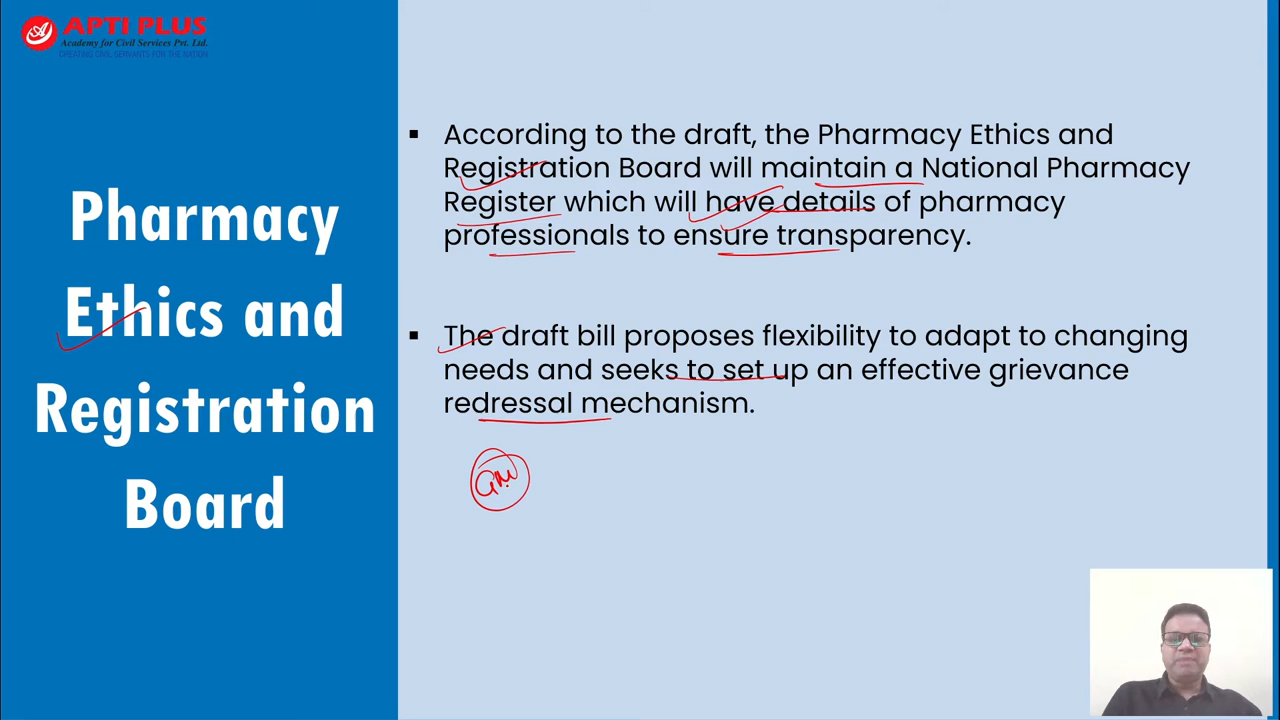 APTI PLUS
Academy for Civil Services Pvt. Ltd.
CREATING CIVIL SERVANTS FOR THE NATION
Pharmacy
Ethics and
Registration
Board
▪ According to the draft, the Pharmacy Ethics and
Registration Board will maintain a National Pharmacy
Register which will have details of pharmacy
professionals to ensure transparency.
▪ The draft bill proposes flexibility to adapt to changing
needs and seeks to set up an effective grievance
redressal mechanism.